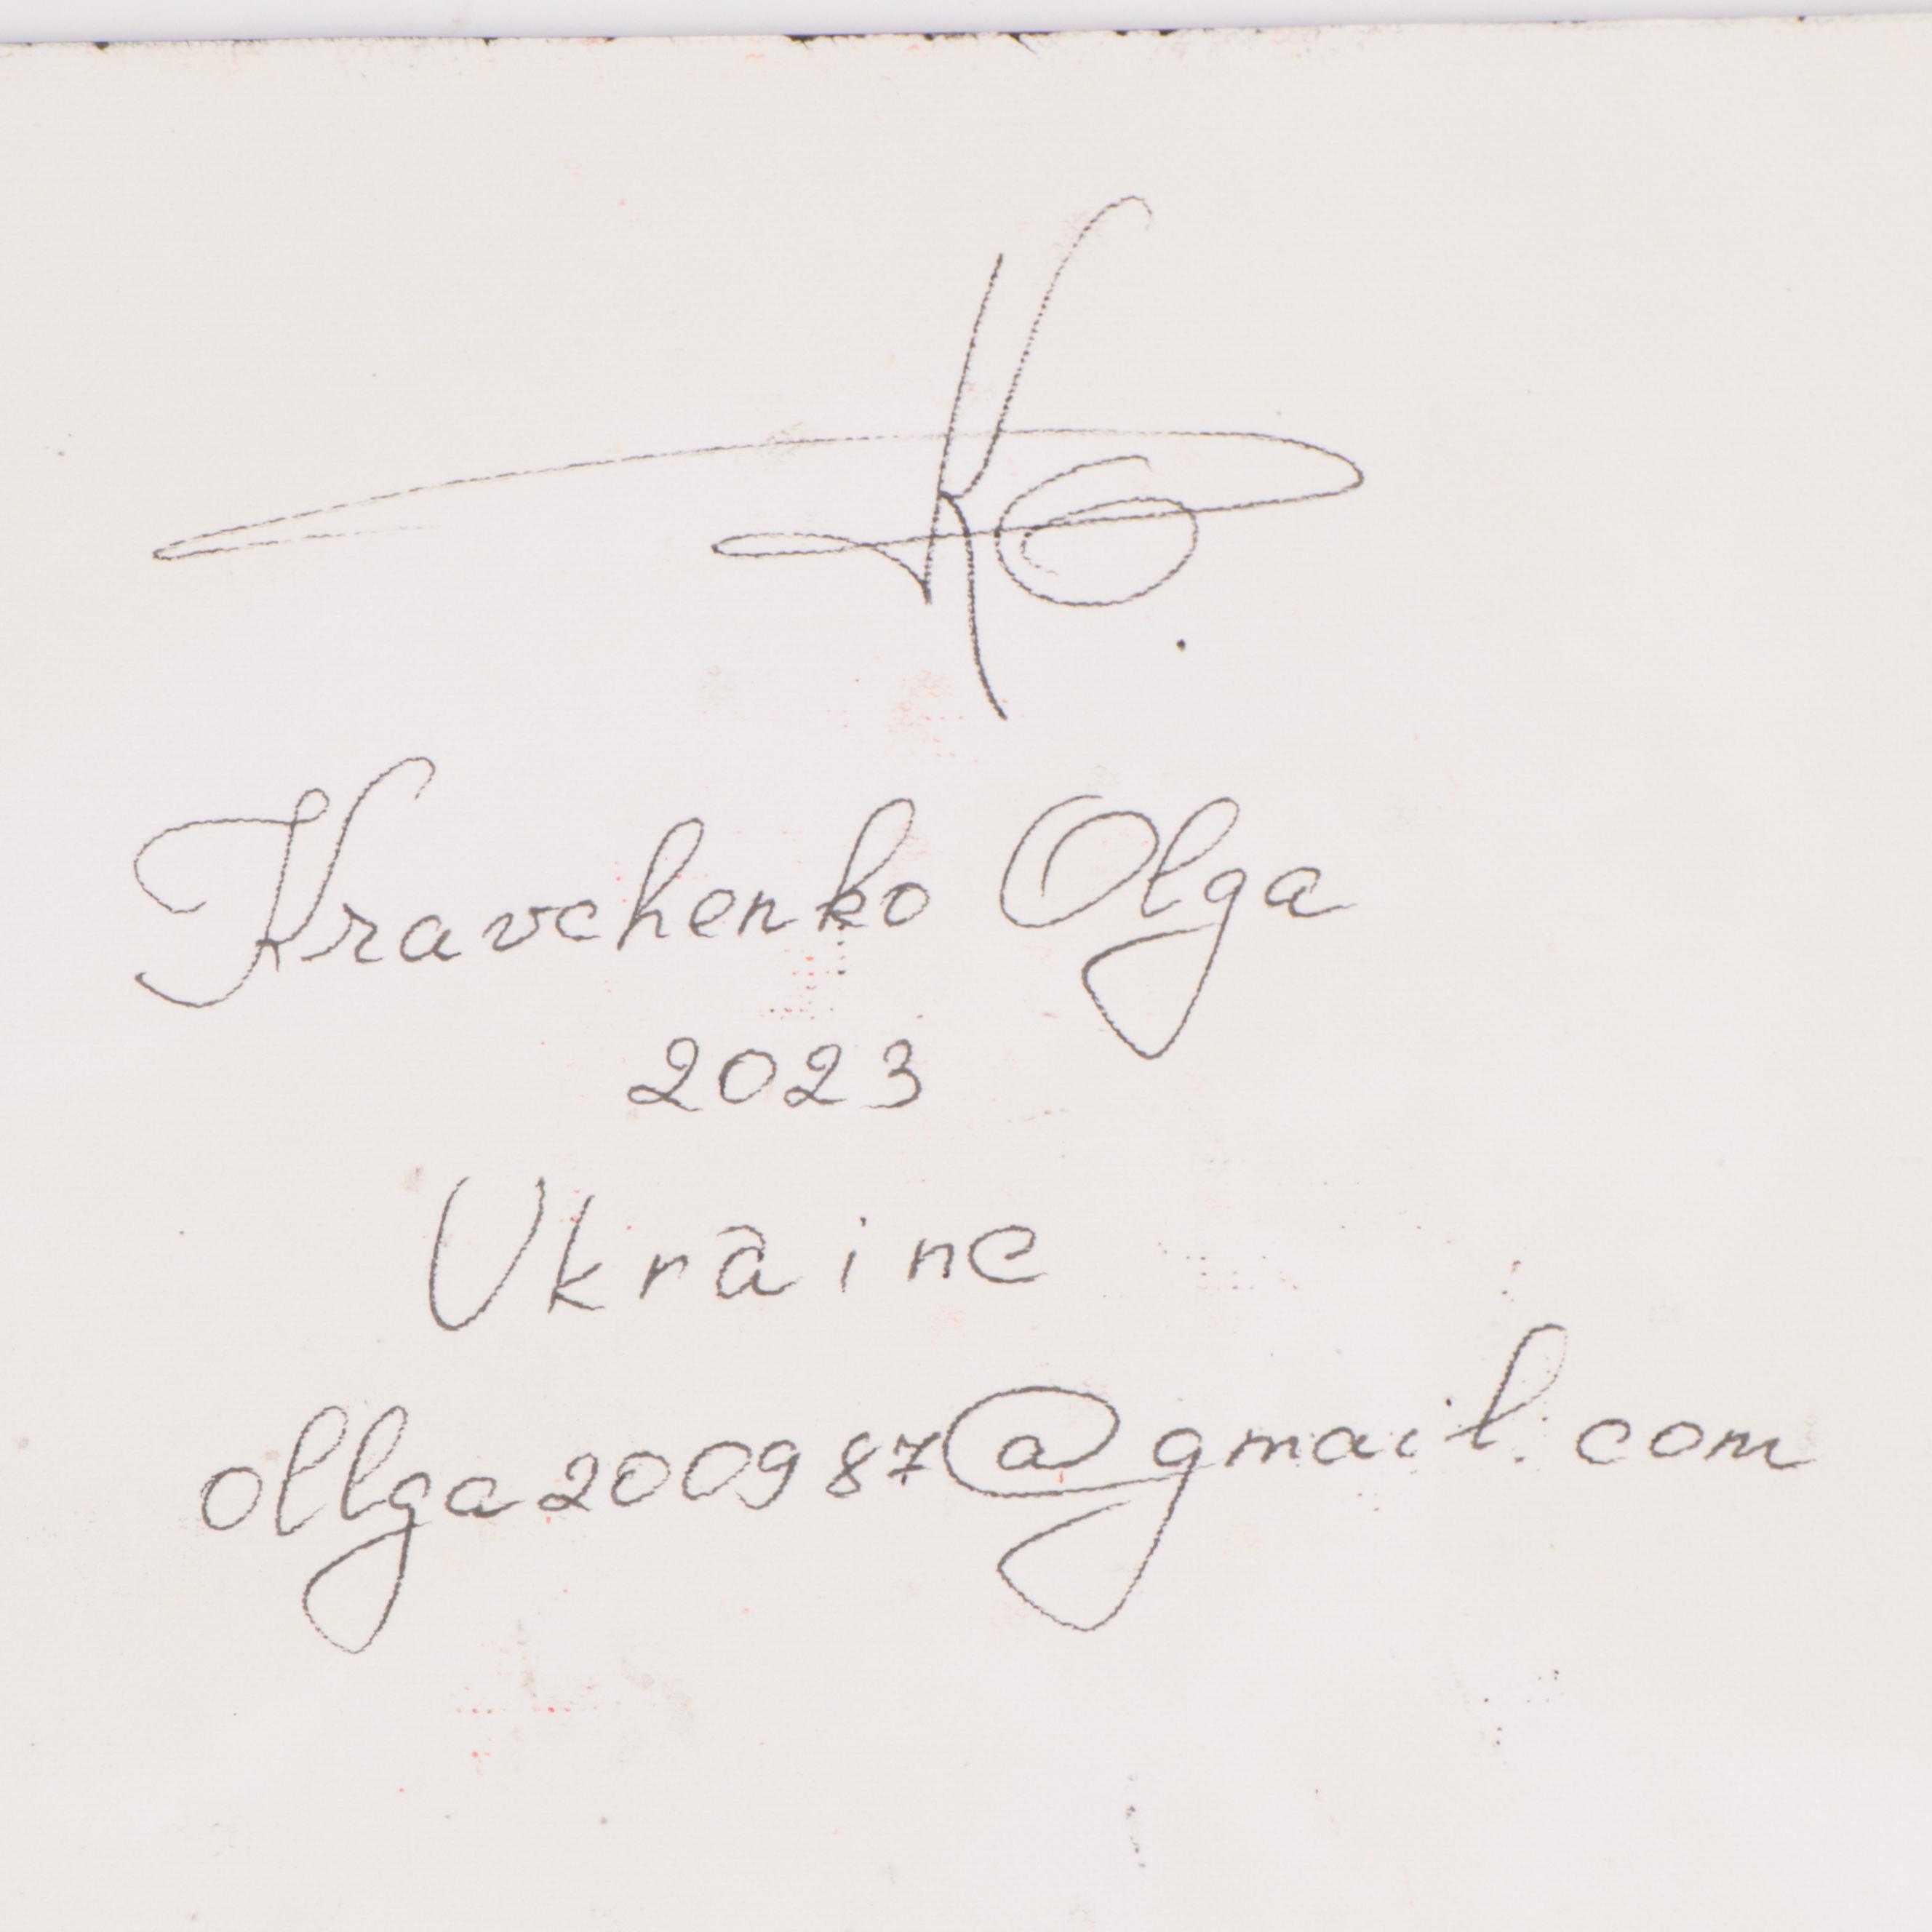 Kravchenko Olga
2023
Ukraine
ollga200987@gmail.com